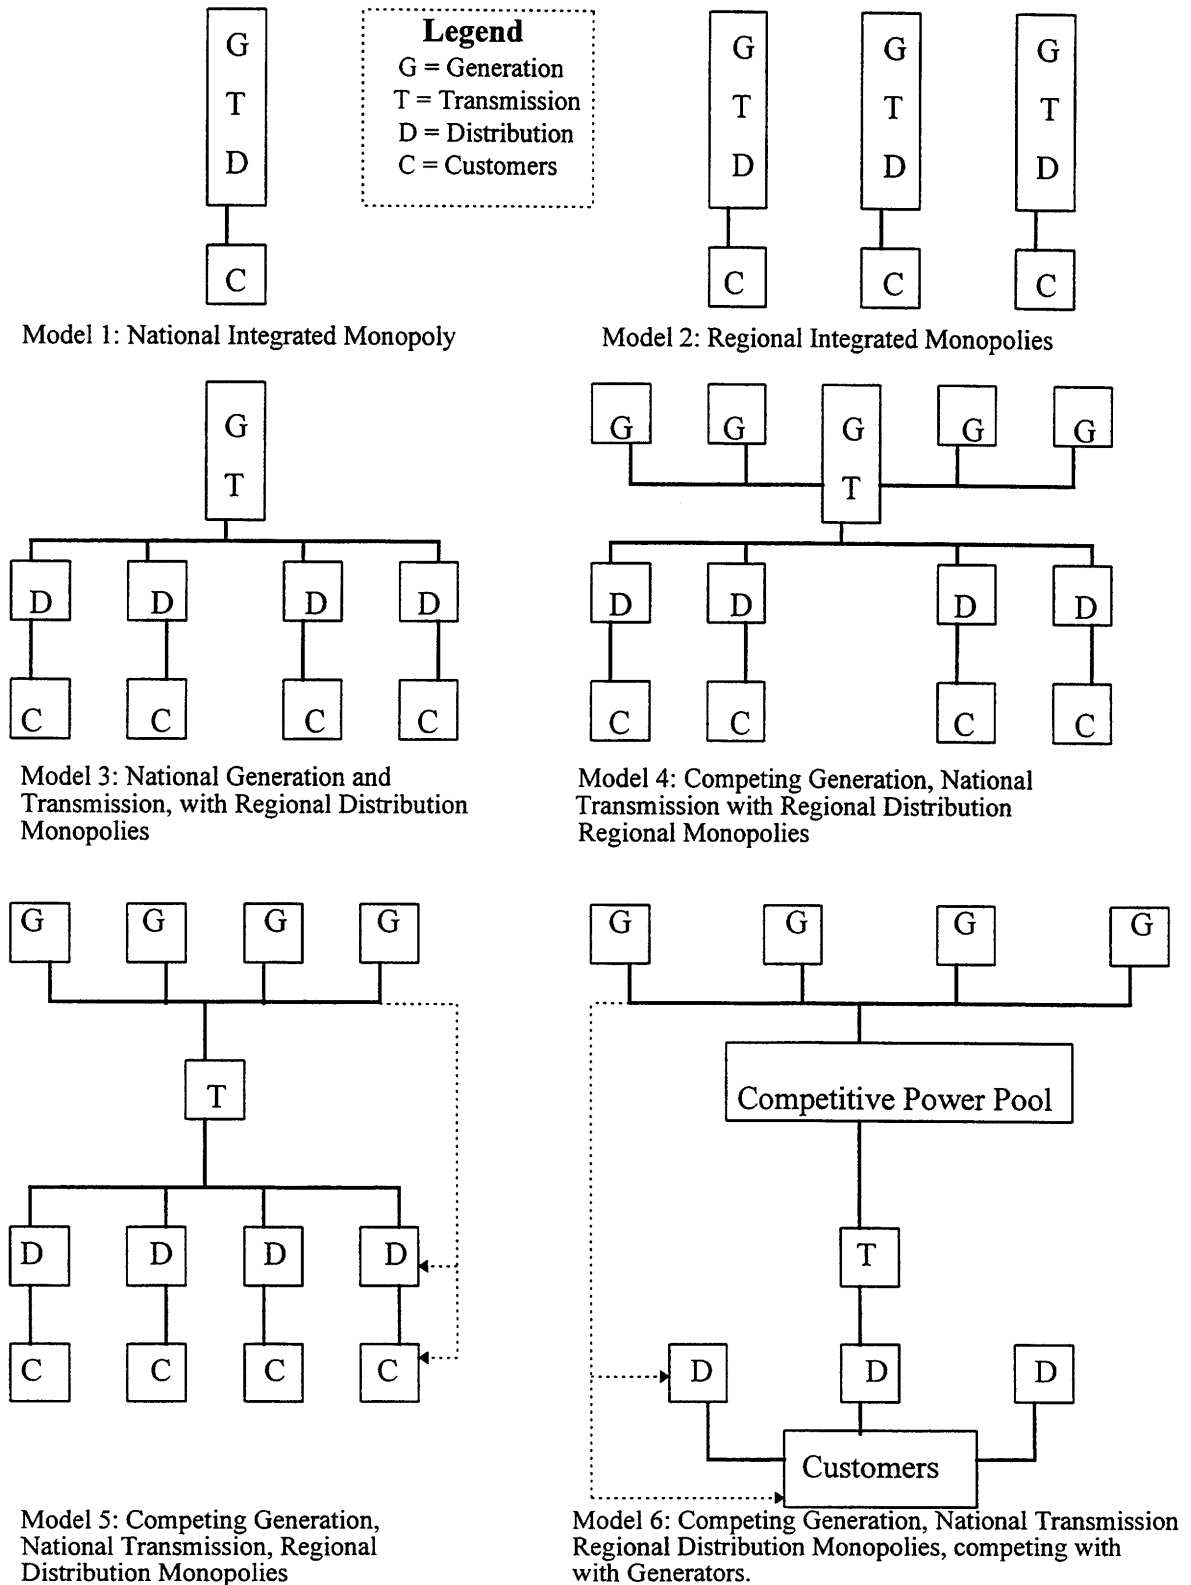 G
T
D
C
Legend
G = Generation
T = Transmission
D = Distribution
C = Customers
G G G
T T T
D D D
C C C
Model 1: National Integrated Monopoly
Model 2: Regional Integrated Monopolies
G
T
D D D D
C C C C
Model 3: National Generation and
Transmission, with Regional Distribution
Monopolies
G G G G G
T
D D D D
C C C C
Model 4: Competing Generation, National
Transmission with Regional Distribution
Regional Monopolies
G G G G
T
D D D D
C C C C
Model 5: Competing Generation,
National Transmission, Regional
Distribution Monopolies
G G G G
Competitive Power Pool
T
D D D
Customers
Model 6: Competing Generation, National Transmission
Regional Distribution Monopolies, competing with
with Generators.